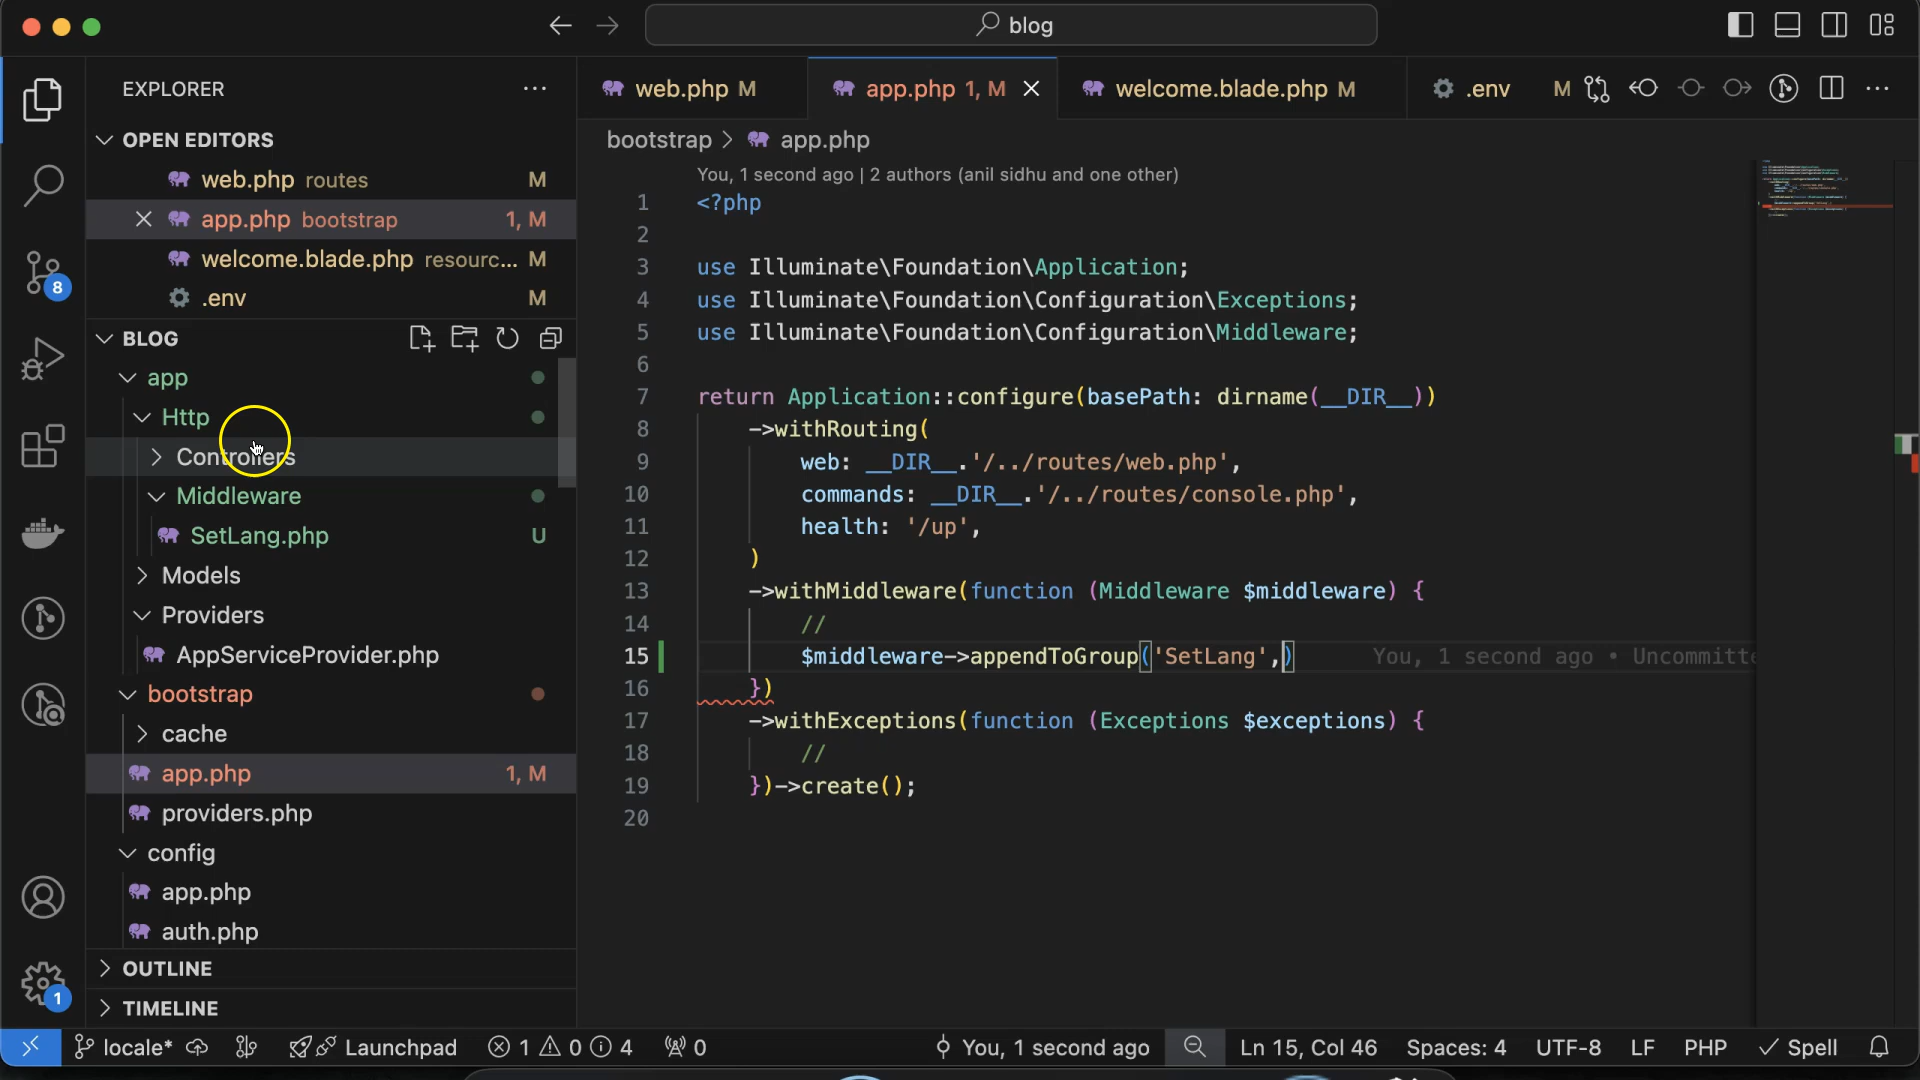 blog
EXPLORER
OPEN EDITORS
web.php routes M
app.php bootstrap 1, M
welcome.blade.php resourc... M
.env M
BLOG
app
Http
Controllers
Middleware
SetLang.php U
Models
Providers
AppServiceProvider.php
bootstrap
cache
app.php 1, M
providers.php
config
app.php
auth.php
OUTLINE
TIMELINE
8
1
web.php M
app.php 1, M
welcome.blade.php M
.env M
bootstrap > app.php
You, 1 second ago | 2 authors (anil sidhu and one other)
1 <?php
2
3 use Illuminate\Foundation\Application;
4 use Illuminate\Foundation\Configuration\Exceptions;
5 use Illuminate\Foundation\Configuration\Middleware;
6
7 return Application::configure(basePath: dirname(__DIR__))
8 ->withRouting(
9 web: __DIR__.'/../routes/web.php',
10 commands: __DIR__.'/../routes/console.php',
11 health: '/up',
12 )
13 ->withMiddleware(function (Middleware $middleware) {
14 //
15 $middleware->appendToGroup('SetLang',) You, 1 second ago • Uncommitte
16 })
17 ->withExceptions(function (Exceptions $exceptions) {
18 //
19 })->create();
20
locale* Launchpad 1 0 4 0 You, 1 second ago Ln 15, Col 46 Spaces: 4 UTF-8 LF PHP Spell